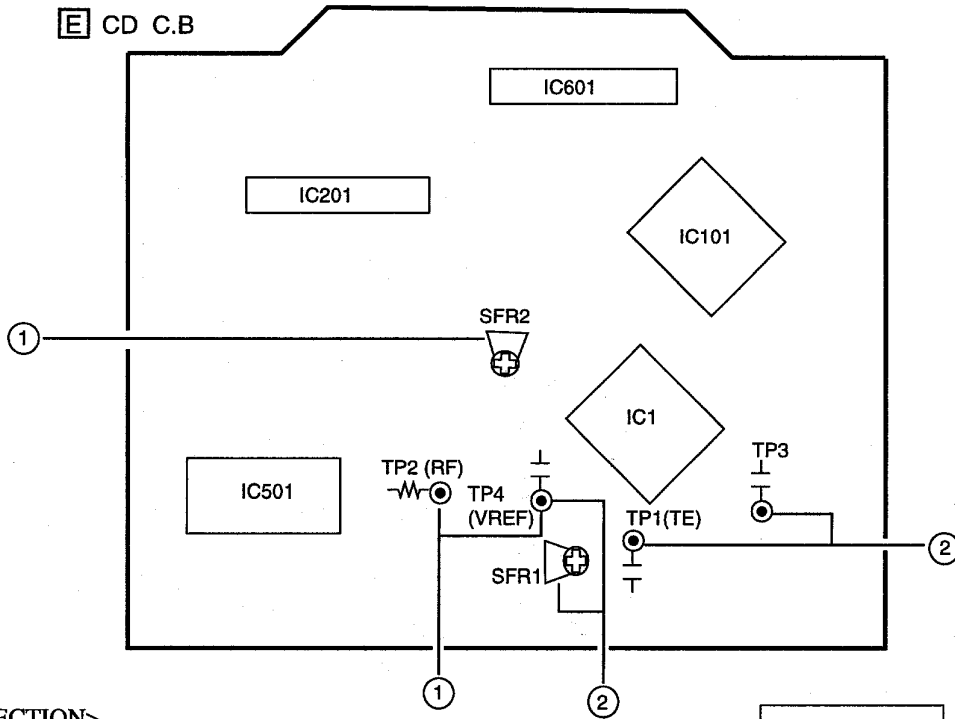 E CD C.B
IC601
IC201
IC101
1
SFR2
IC1
TP3
TP2 (RF)
IC501
TP4
(VREF)
TP1(TE)
2
SFR1
1
2